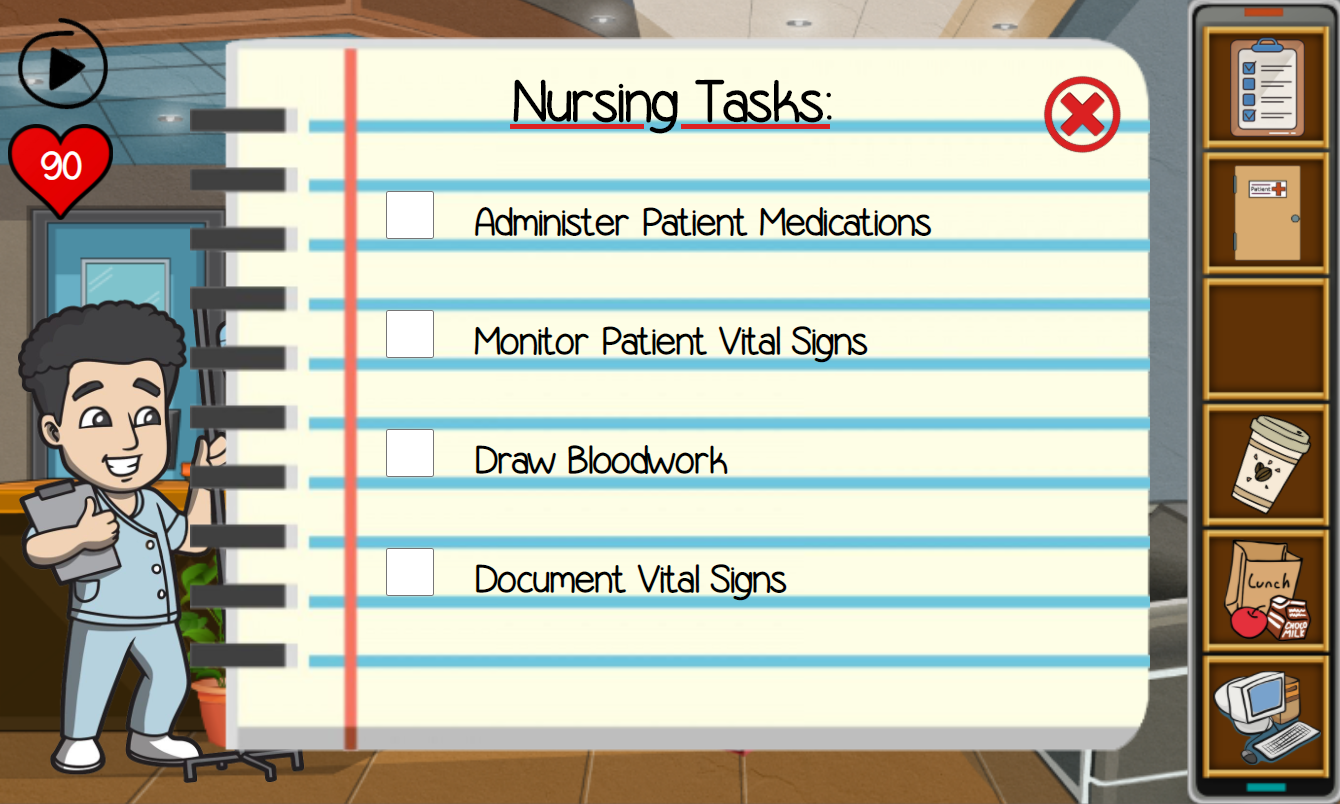 Nursing Tasks:
90
Administer Patient Medications
Monitor Patient Vital Signs
Draw Bloodwork
Document Vital Signs
Patient
Lunch
CHOCO
MILK